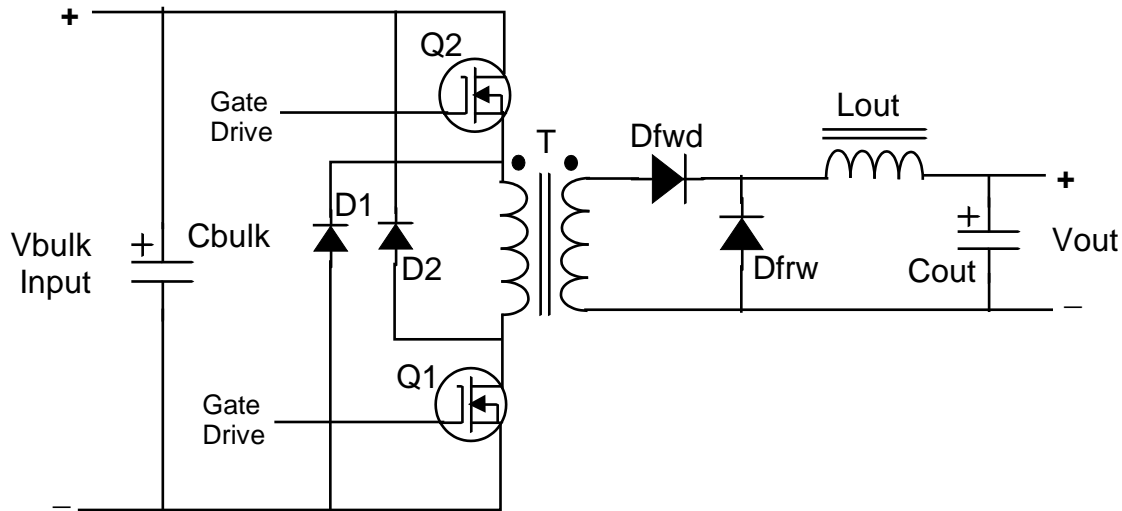 +
Q2
Gate
Drive
Lout
T
Dfwd
D1
+
Vbulk
Input
+
Cbulk
D2
Dfrw
+
Cout
Vout
–
Q1
Gate
Drive
–